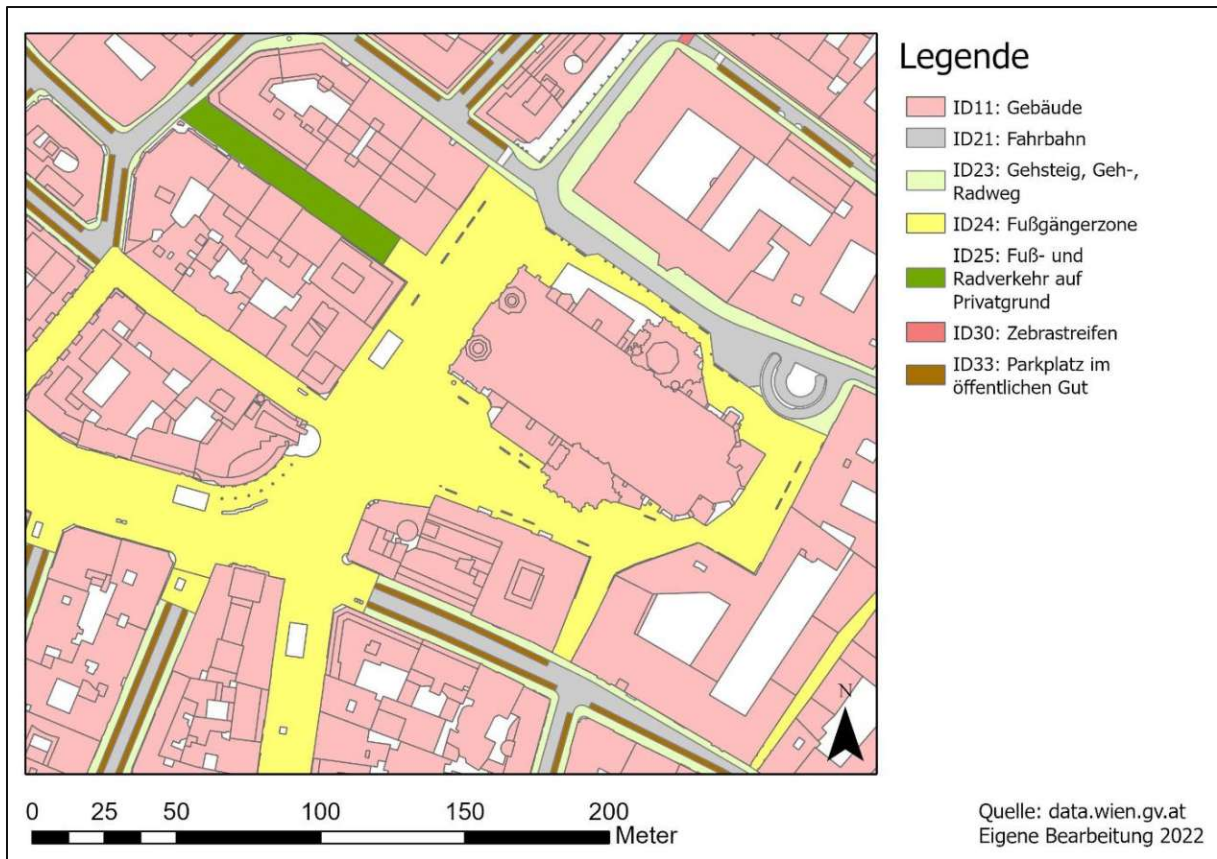 Legende
ID11: Gebäude
ID21: Fahrbahn
ID23: Gehsteig, Geh-,
Radweg
ID24: Fußgängerzone
ID25: Fuß- und
Radverkehr auf
Privatgrund
ID30: Zebrastreifen
ID33: Parkplatz im
öffentlichen Gut
N
0 25 50 100 150 200
Meter
Quelle: data.wien.gv.at
Eigene Bearbeitung 2022